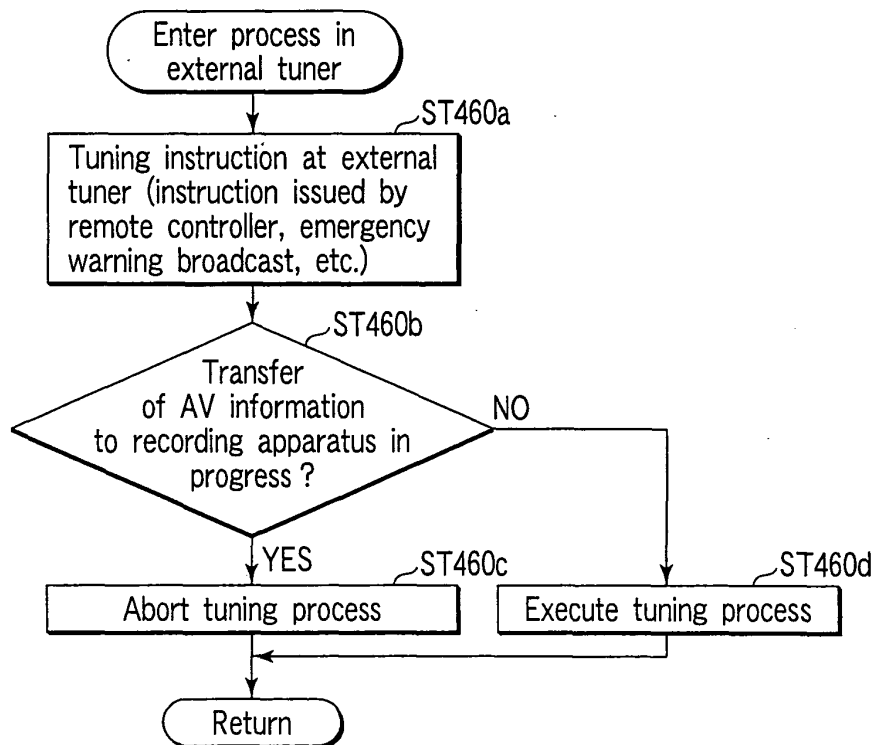 Enter process in
external tuner
ST460a
Tuning instruction at external
tuner (instruction issued by
remote controller, emergency
warning broadcast, etc.)
ST460b
Transfer
of AV information
to recording apparatus in
progress ?
NO
YES
ST460c
Abort tuning process
ST460d
Execute tuning process
Return